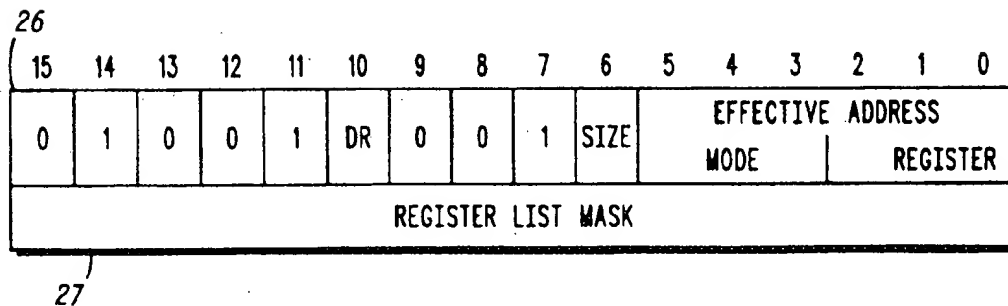 26
15 14 13 12 11 10 9 8 7 6 5 4 3 2 1 0
0 1 0 0 1 DR 0 0 1 SIZE EFFECTIVE ADDRESS
MODE REGISTER
REGISTER LIST MASK
27